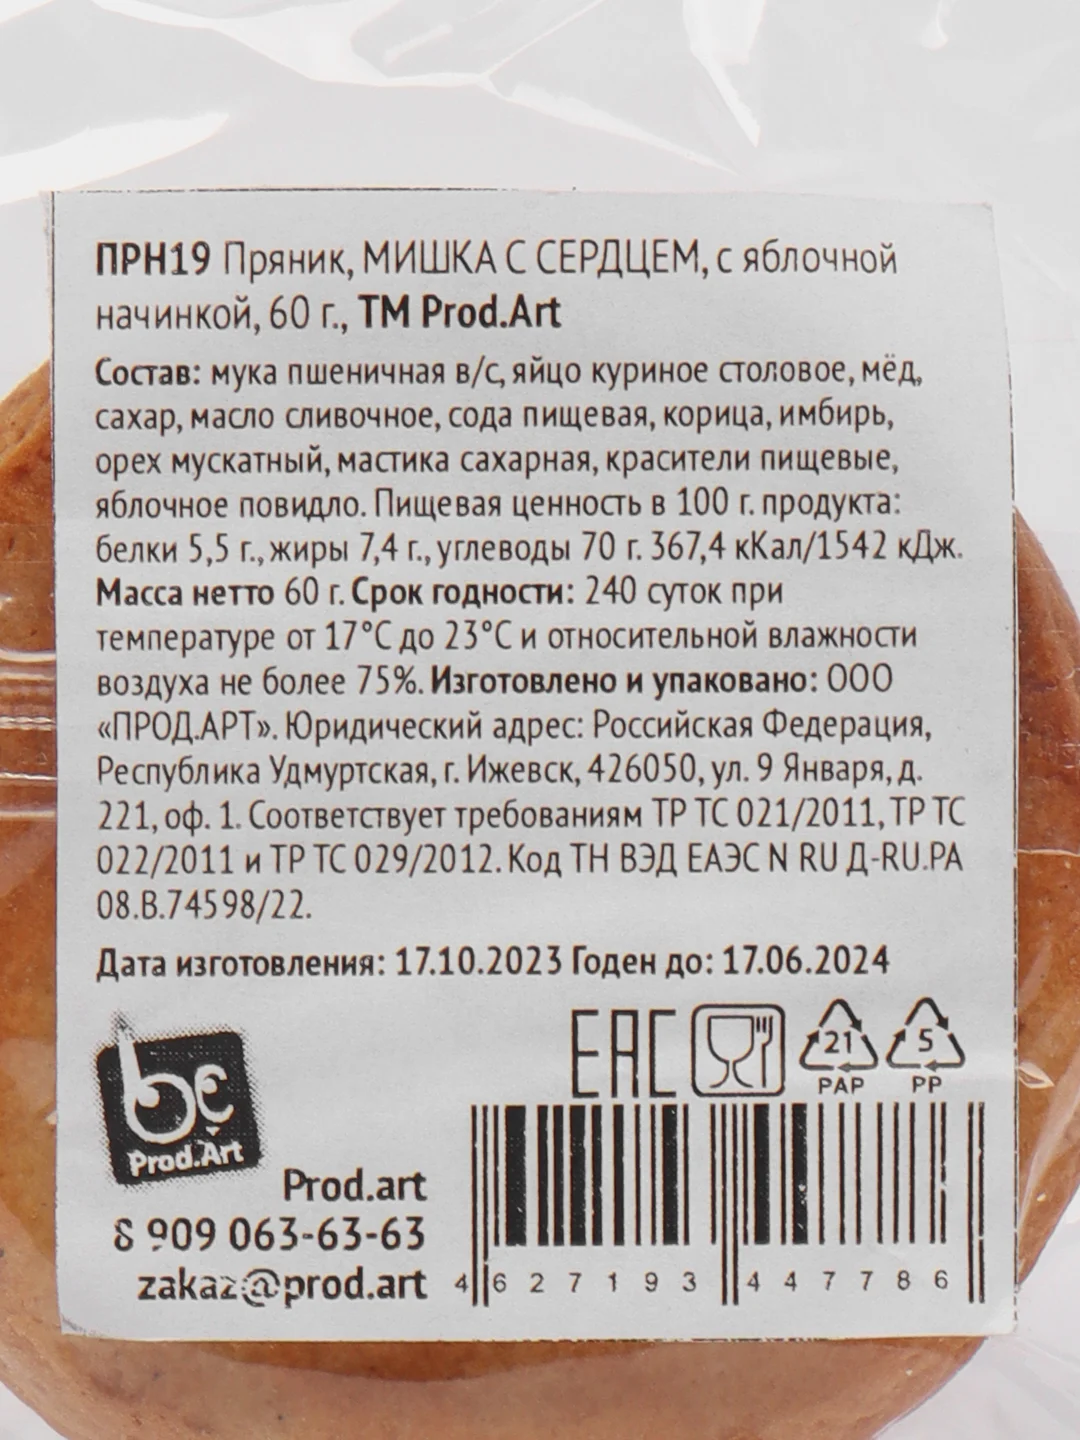 ПРН19 Пряник, МИШКА С СЕРДЦЕМ, с яблочной
начинкой, 60 г., ТМ Prod.Art
Состав: мука пшеничная в/с, яйцо куриное столовое, мёд,
сахар, масло сливочное, сода пищевая, корица, имбирь,
орех мускатный, мастика сахарная, красители пищевые,
яблочное повидло. Пищевая ценность в 100 г. продукта:
белки 5,5 г., жиры 7,4 г., углеводы 70 г. 367,4 кКал/1542 кДж.
Масса нетто 60 г. Срок годности: 240 суток при
температуре от 17°С до 23°С и относительной влажности
воздуха не более 75%. Изготовлено и упаковано: ООО
«ПРОД.АРТ». Юридический адрес: Российская Федерация,
Республика Удмуртская, г. Ижевск, 426050, ул. 9 Января, д.
221, оф. 1. Соответствует требованиям ТР ТС 021/2011, ТР ТС
022/2011 и ТР ТС 029/2012. Код ТН ВЭД ЕАЭС N RU Д-RU.РА
08.В.74598/22.
Дата изготовления: 17.10.2023 Годен до: 17.06.2024
EAC
21 5
PAP PP
be
Prod.Art
Prod.art
8 909 063-63-63
zakaz@prod.art
4 627193 447786